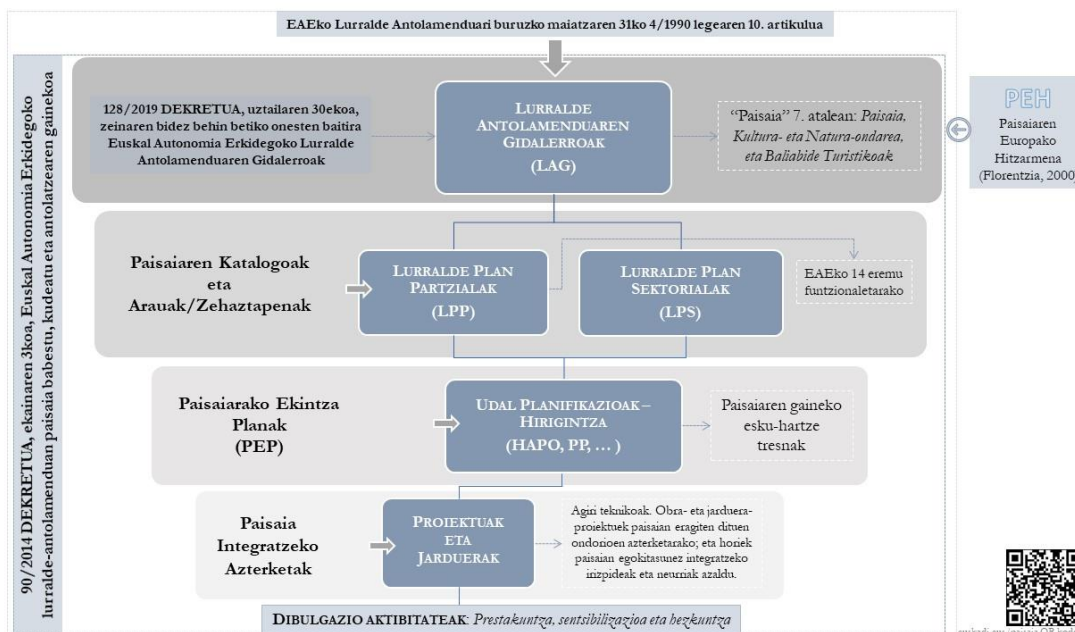 EAEko Lurralde Antolamenduari buruzko maiatzaren 31ko 4/1990 legearen 10. artikulua
90/2014 DEKRETUA, ekainaren 3koa, Euskal Autonomia Erkidegoko
lurralde-antolamenduan paisaia babestu, kudeatu eta antolatzearen gainekoa
128/2019 DEKRETUA, uztailaren 30ekoa,
zeinaren bidez behin betiko onesten baitira
Euskal Autonomia Erkidegoko Lurralde
Antolamenduaren Gidalerroak
LURRALDE
ANTOLAMENDUAREN
GIDALERROAK
(LAG)
“Paisaia” 7. atalean: Paisaia,
Kultura- eta Natura-ondarea,
eta Baliabide Turistikoak
PEH
Paisaiaren
Europako
Hitzarmena
(Florentzia, 2000)
Paisaiaren Katalogoak
eta
Arauak/Zehaztapenak
LURRALDE PLAN
PARTZIALAK
(LPP)
LURRALDE PLAN
SEKTORIALAK
(LPS)
EAEko 14 eremu
funtzionaletarako
Paisaiarako Ekintza
Planak
(PEP)
UDAL PLANIFIKAZIOAK –
HIRIGINTZA
(HAPO, PP, … )
Paisaiaren gaineko
esku-hartze
tresnak
Paisaia
Integratzeko
Azterketak
PROIEKTUAK
ETA
JARDUERAK
Agiri teknikoak. Obra- eta jarduera-
proiektuek paisaian eragiten dituen
ondorioen azterketarako; eta horiek
paisaian egokitasunez integratzeko
irizpideak eta neurriak azaldu.
DIBULGAZIO AKTIBITATEAK: Prestakuntza, sentsibilizazioa eta hezkuntza